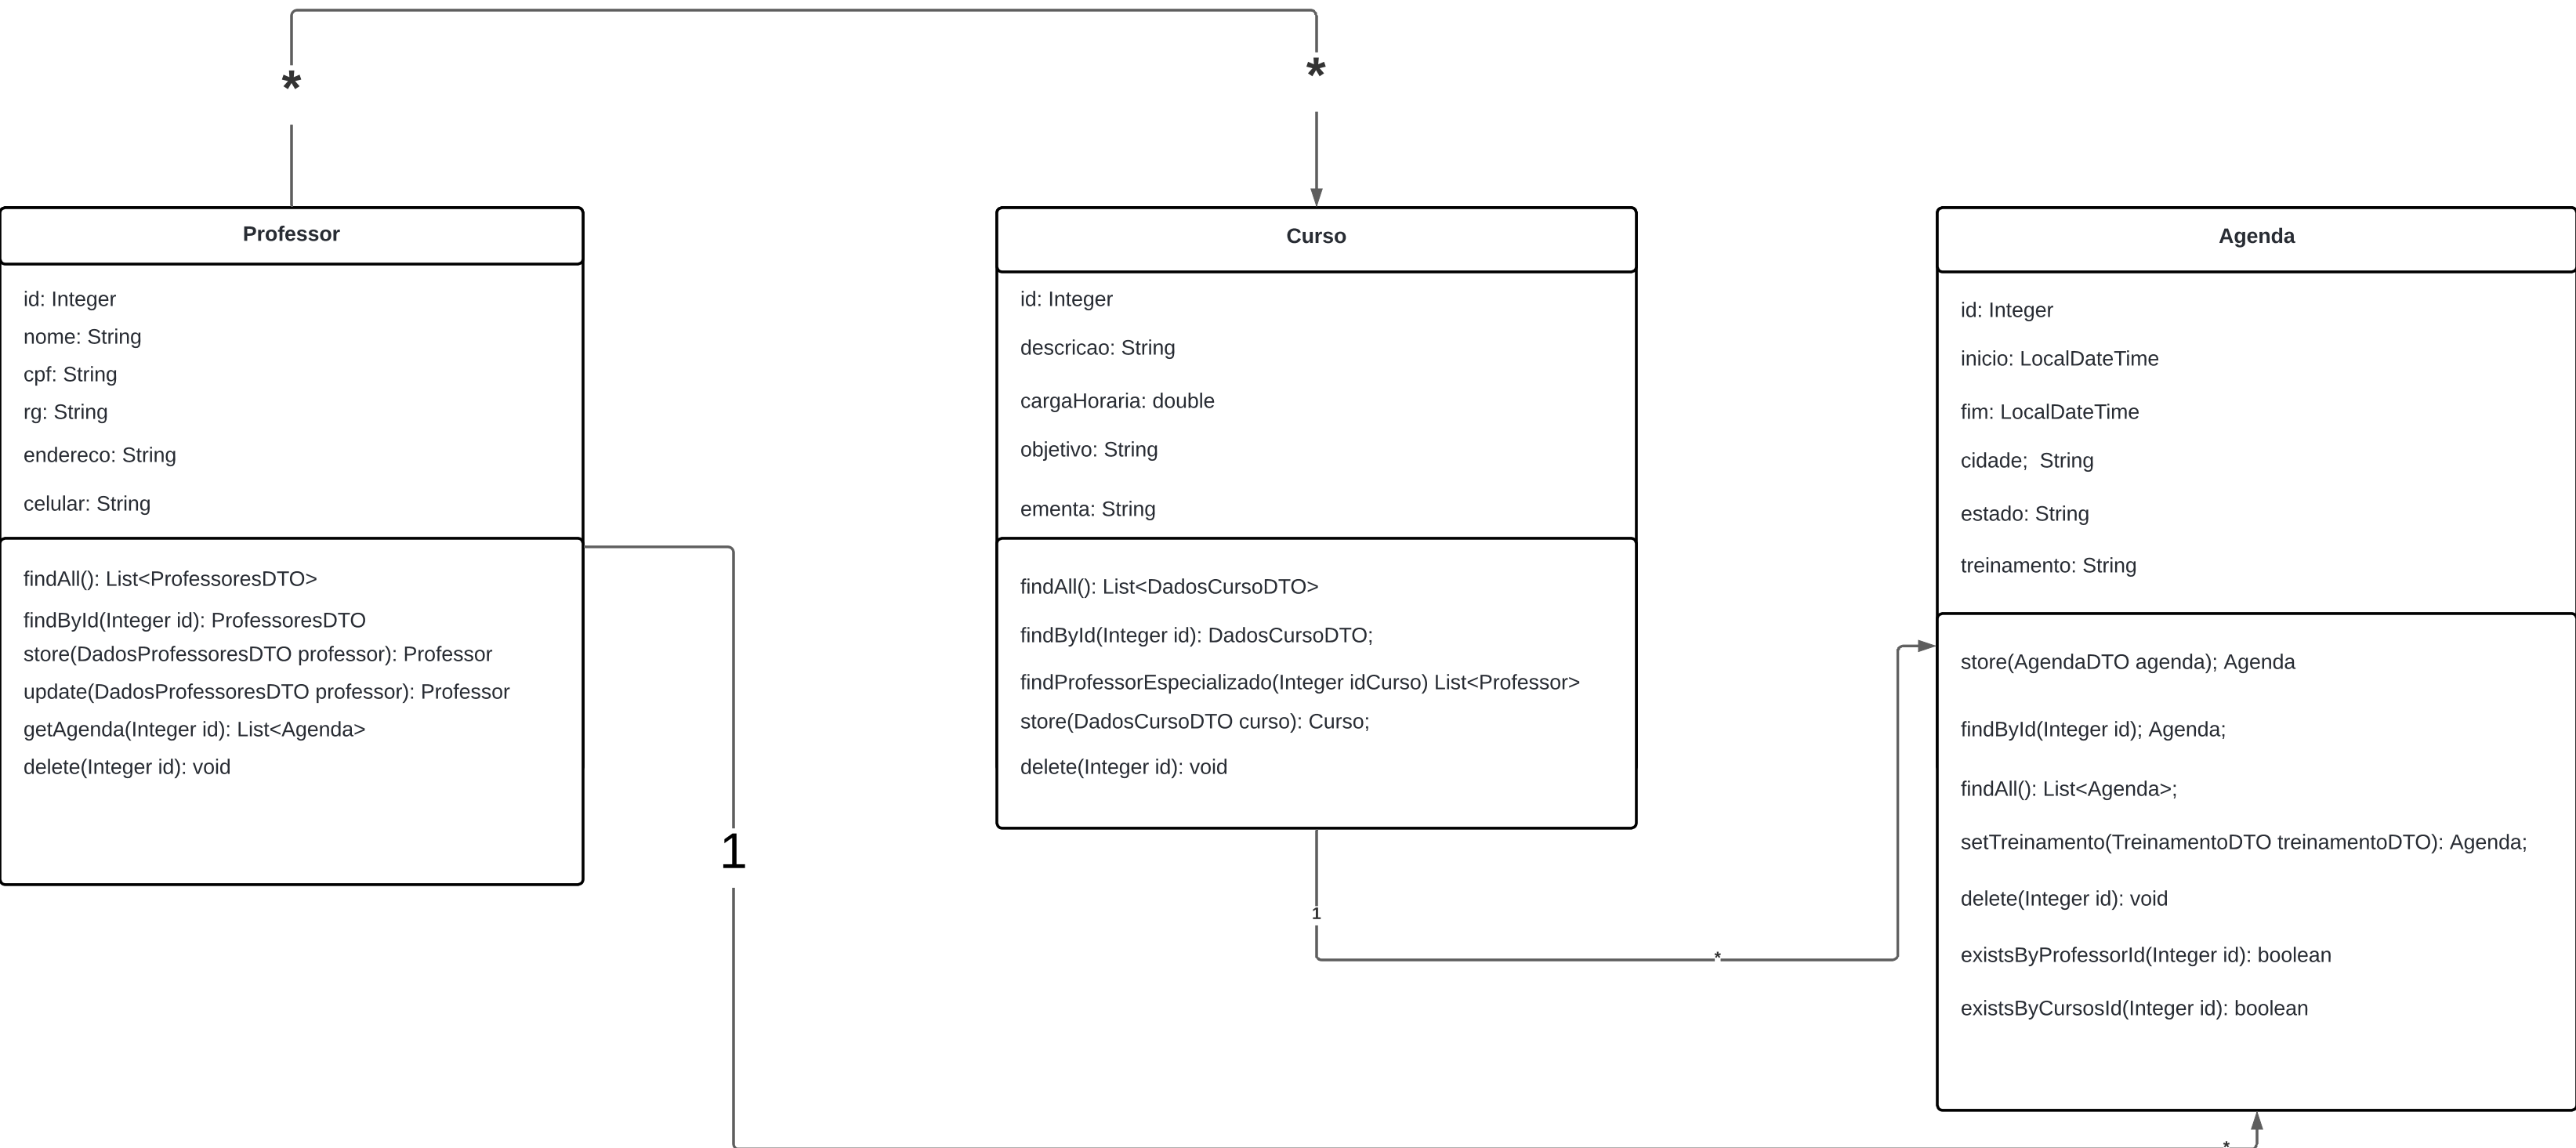 *
*
Professor
id: Integer
nome: String
cpf: String
rg: String
endereco: String
celular: String
findAll(): List<ProfessoresDTO>
findById(Integer id): ProfessoresDTO
store(DadosProfessoresDTO professor): Professor
update(DadosProfessoresDTO professor): Professor
getAgenda(Integer id): List<Agenda>
delete(Integer id): void
1
Curso
id: Integer
descricao: String
cargaHoraria: double
objetivo: String
ementa: String
findAll(): List<DadosCursoDTO>
findById(Integer id): DadosCursoDTO;
findProfessorEspecializado(Integer idCurso) List<Professor>
store(DadosCursoDTO curso): Curso;
delete(Integer id): void
1
*
Agenda
id: Integer
inicio: LocalDateTime
fim: LocalDateTime
cidade;  String
estado: String
treinamento: String
store(AgendaDTO agenda); Agenda
findById(Integer id); Agenda;
findAll(): List<Agenda>;
setTreinamento(TreinamentoDTO treinamentoDTO): Agenda;
delete(Integer id): void
existsByProfessorId(Integer id): boolean
existsByCursosId(Integer id): boolean
*